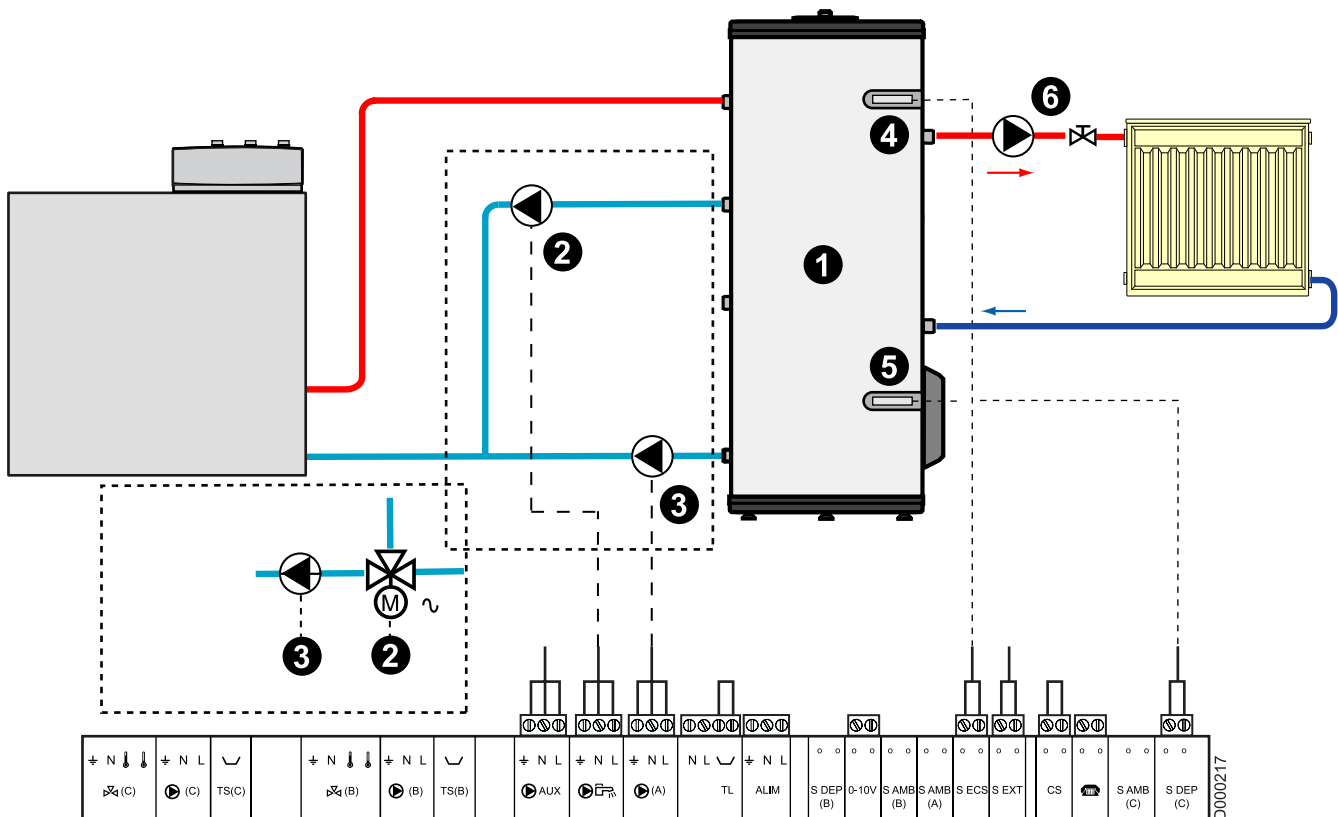 6
4
2
1
5
3
M
3 2
N N L N N L N L N L N L N L TL N L
(C) (C) TS(C) (B) (B) TS(B) AUX (A) ALIM S DEP (B) 0-10V S AMB (B) S AMB (A) S ECS S EXT CS S AMB (C) S DEP (C)
D000217